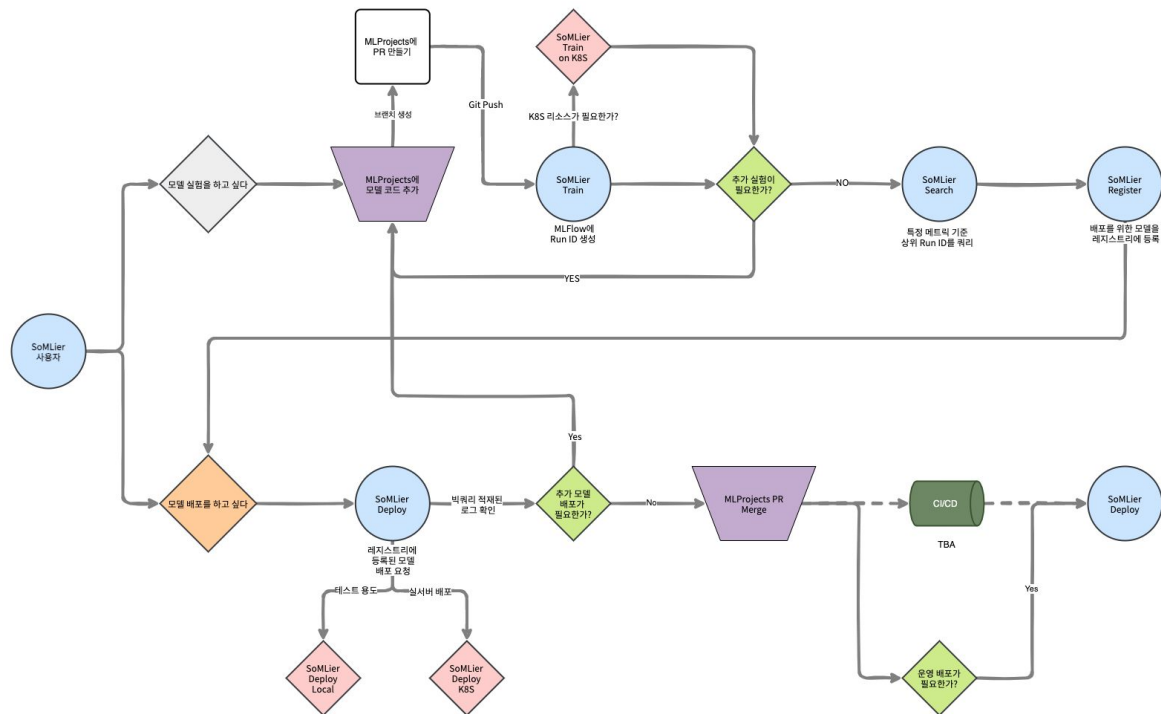 MLProjects에
PR 만들기
SoMLier
Train
on K8S
Git Push
브랜치 생성
K8S 리소스가 필요한가?
모델 실험을 하고 싶다
MLProjects에
모델 코드 추가
SoMLier
Train
추가 실험이
필요한가?
NO
SoMLier
Search
SoMLier
Register
MLFlow에
Run ID 생성
특정 메트릭 기준
상위 Run ID를 쿼리
배포를 위한 모델을
레지스트리에 등록
YES
SoMLier
사용자
Yes
모델 배포를 하고 싶다
SoMLier
Deploy
빅쿼리 적재된
로그 확인
추가 모델
배포가
필요한가?
No
MLProjects PR
Merge
CI/CD
SoMLier
Deploy
TBA
레지스트리에
등록된 모델
배포 요청
테스트 용도
실서버 배포
Yes
SoMLier
Deploy
Local
SoMLier
Deploy
K8S
운영 배포가
필요한가?